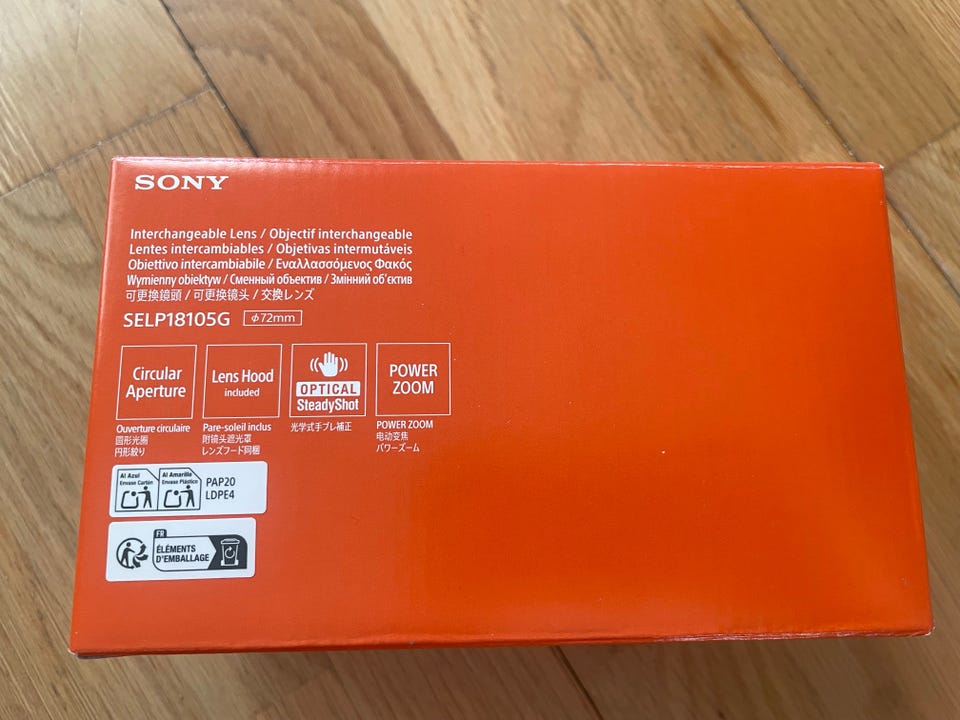 SONY
Interchangeable Lens / Objectif interchangeable
Lentes intercambiables / Objetivas intermutáveis
Obiettivo intercambiabile / Εναλλασσόμενος Φακός
Wymienny obiektyw / Сменный объектив / Змінний об'єктив
可更換鏡頭 / 可更换镜头 / 交換レンズ
SELP18105G φ72mm
Circular
Aperture
Ouverture circulaire
圆形光圈
円形絞り
Lens Hood
included
Pare-soleil inclus
附镜头遮光罩
レンズフード同梱
OPTICAL
SteadyShot
光学式手ブレ補正
POWER
ZOOM
POWER ZOOM
电动变焦
パワーズーム
Al Azul
Envase Cartón
Al Amarillo
Envase Plástico
PAP20
LDPE4
FR
ÉLÉMENTS
D'EMBALLAGE